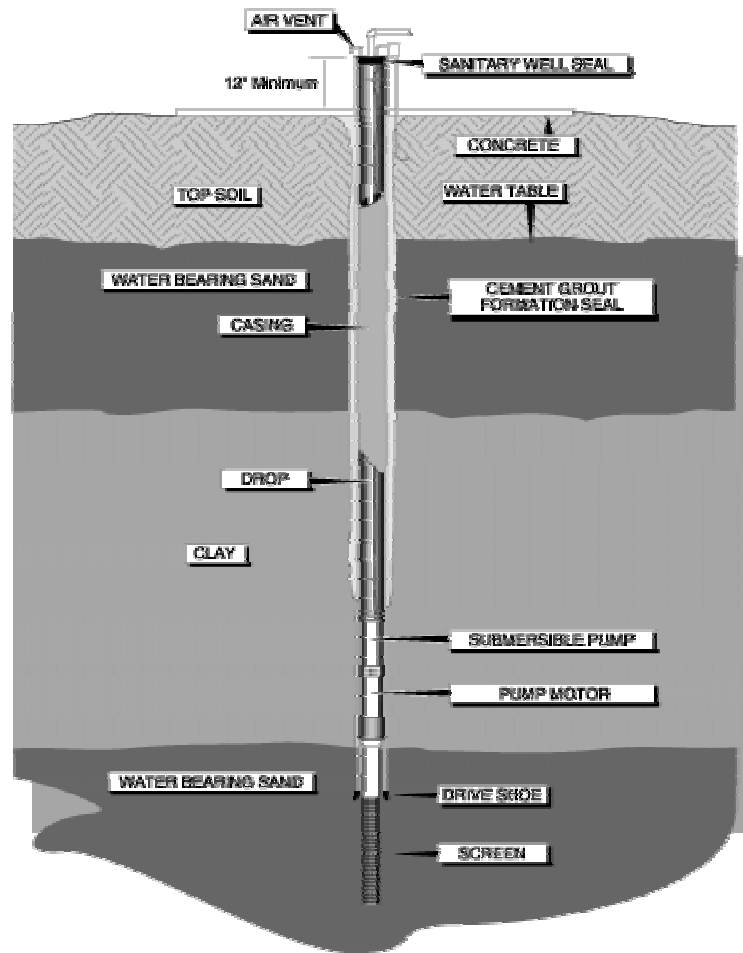 AIR VENT
SANITARY WELL SEAL
12" Minimum
CONCRETE
TOP SOIL
WATER TABLE
WATER BEARING SAND
CEMENT GROUT
FORMATION SEAL
CASING
DROP
CLAY
SUBMERSIBLE PUMP
PUMP MOTOR
WATER BEARING SAND
DRIVE SHOE
SCREEN